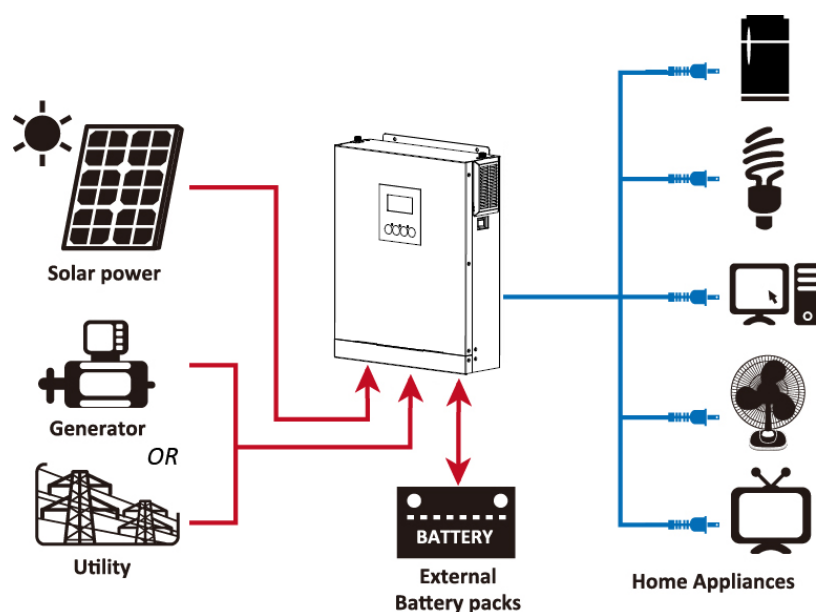 Solar power
Generator
OR
Utility
BATTERY
External
Battery packs
Home Appliances